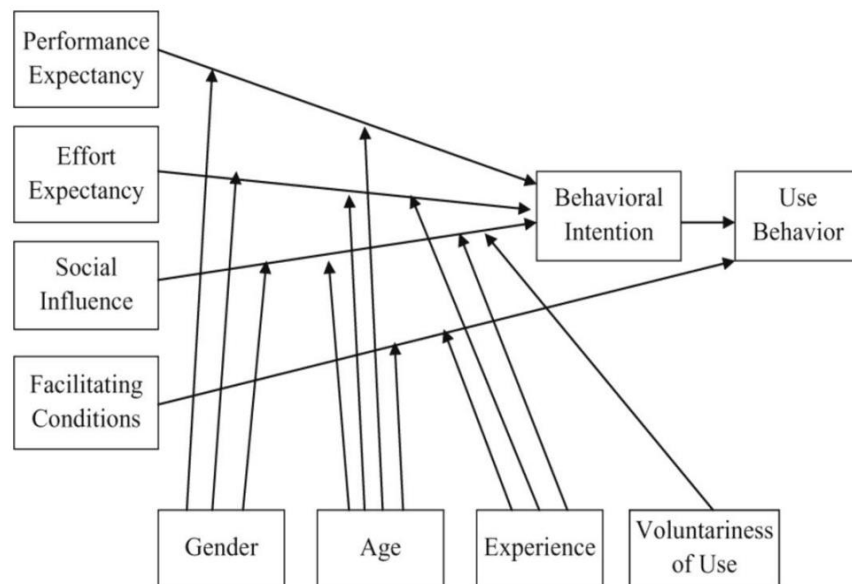 Performance
Expectancy
Effort
Expectancy
Social
Influence
Facilitating
Conditions
Behavioral
Intention
Use
Behavior
Gender
Age
Experience
Voluntariness
of Use